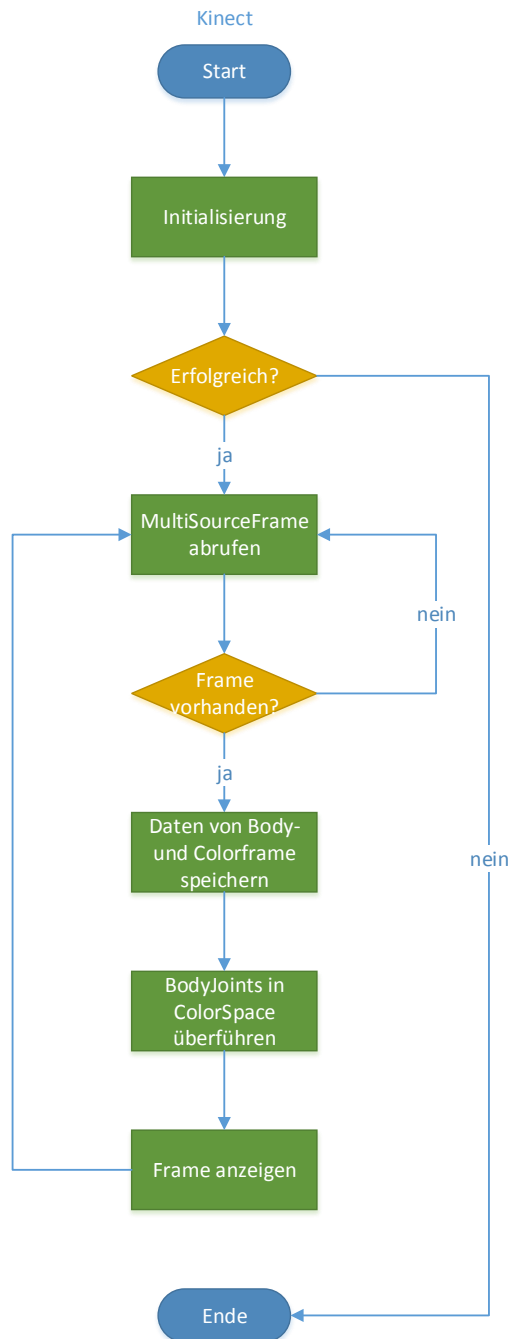 Kinect
Start
Initialisierung
Erfolgreich?
ja
MultiSourceFrame
abrufen
nein
Frame
vorhanden?
ja
Daten von Body-
und Colorframe
speichern
nein
BodyJoints in
ColorSpace
überführen
Frame anzeigen
Ende